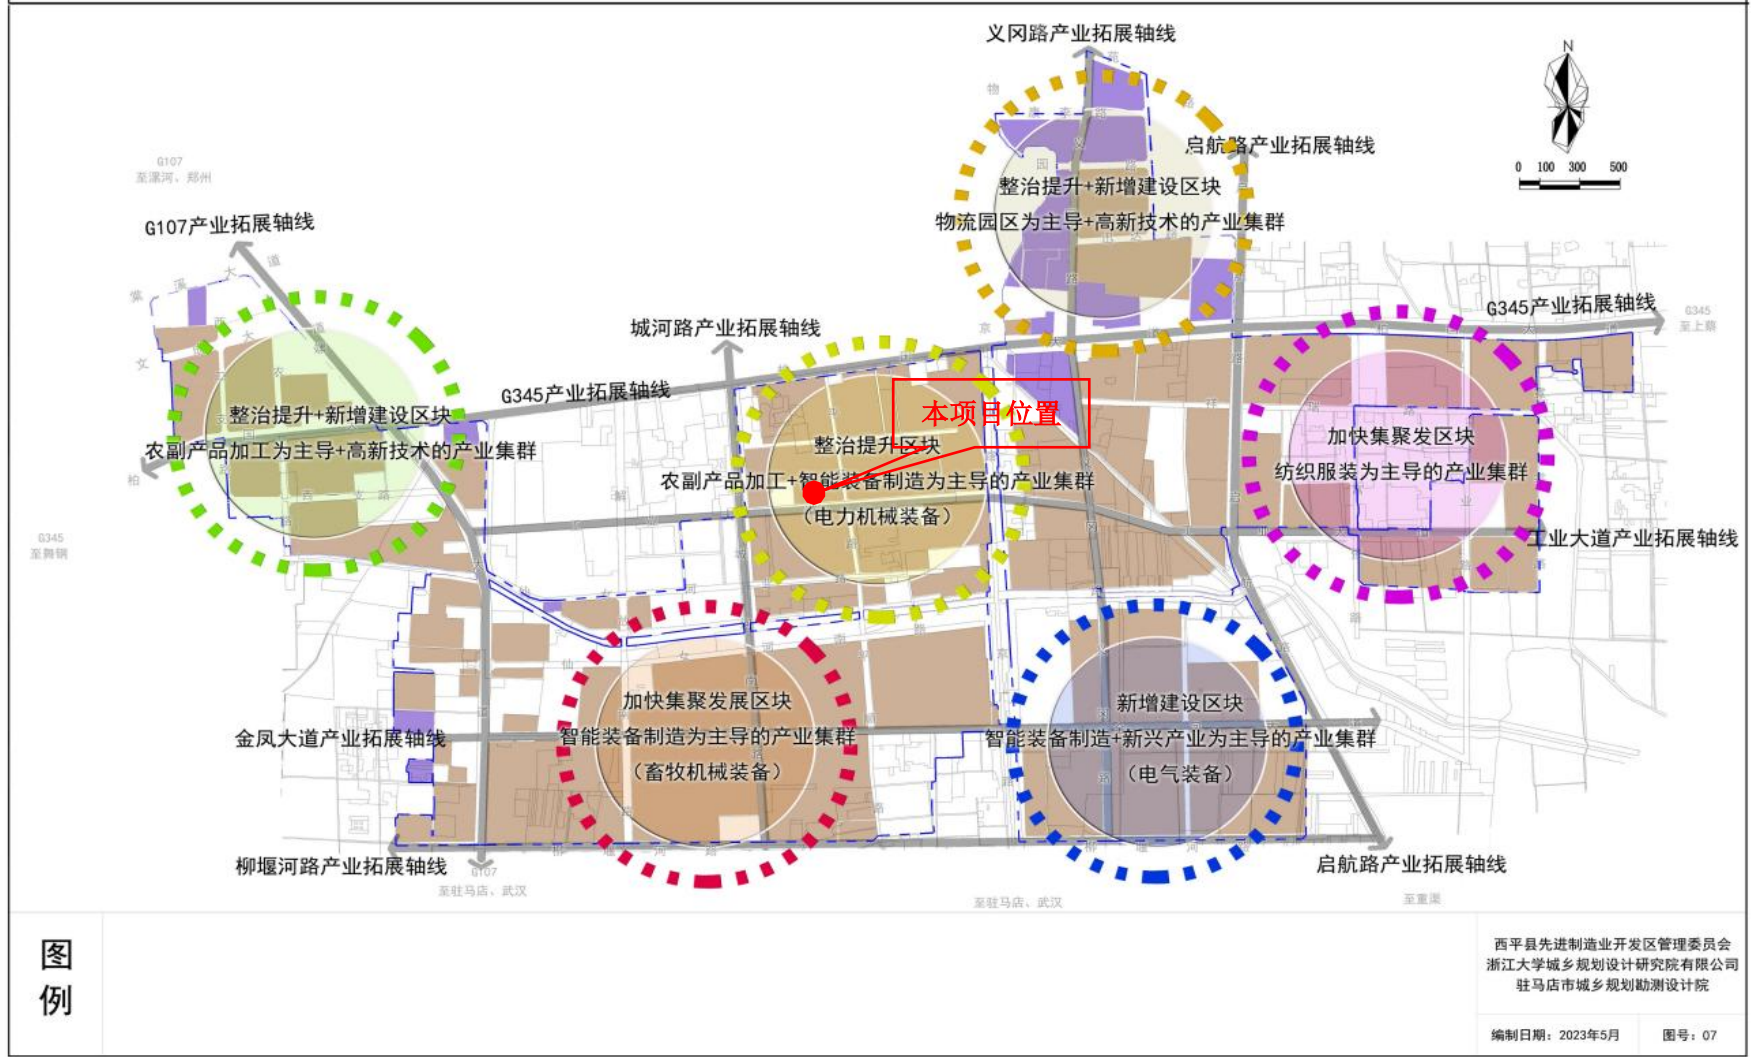 义冈路产业拓展轴线
N
启航路产业拓展轴线
0 100 300 500
G107
至漯河、郑州
整治提升+新增建设区块
物流园区为主导+高新技术的产业集群
G107产业拓展轴线
G345产业拓展轴线
G345
至上蔡
城河路产业拓展轴线
G345产业拓展轴线
本项目位置
整治提升+新增建设区块
农副产品加工为主导+高新技术的产业集群
整治提升区块
农副产品加工+智能装备制造为主导的产业集群
（电力机械装备）
加快集聚发区块
纺织服装为主导的产业集群
G345
至舞钢
工业大道产业拓展轴线
加快集聚发展区块
智能装备制造为主导的产业集群
（畜牧机械装备）
新增建设区块
智能装备制造+新兴产业为主导的产业集群
（电气装备）
金凤大道产业拓展轴线
柳堰河路产业拓展轴线
启航路产业拓展轴线
G107
至驻马店、武汉
至驻马店、武汉
至重渠
图例
西平县先进制造业开发区管理委员会
浙江大学城乡规划设计研究院有限公司
驻马店市城乡规划勘测设计院
编制日期：2023年5月
图号：07